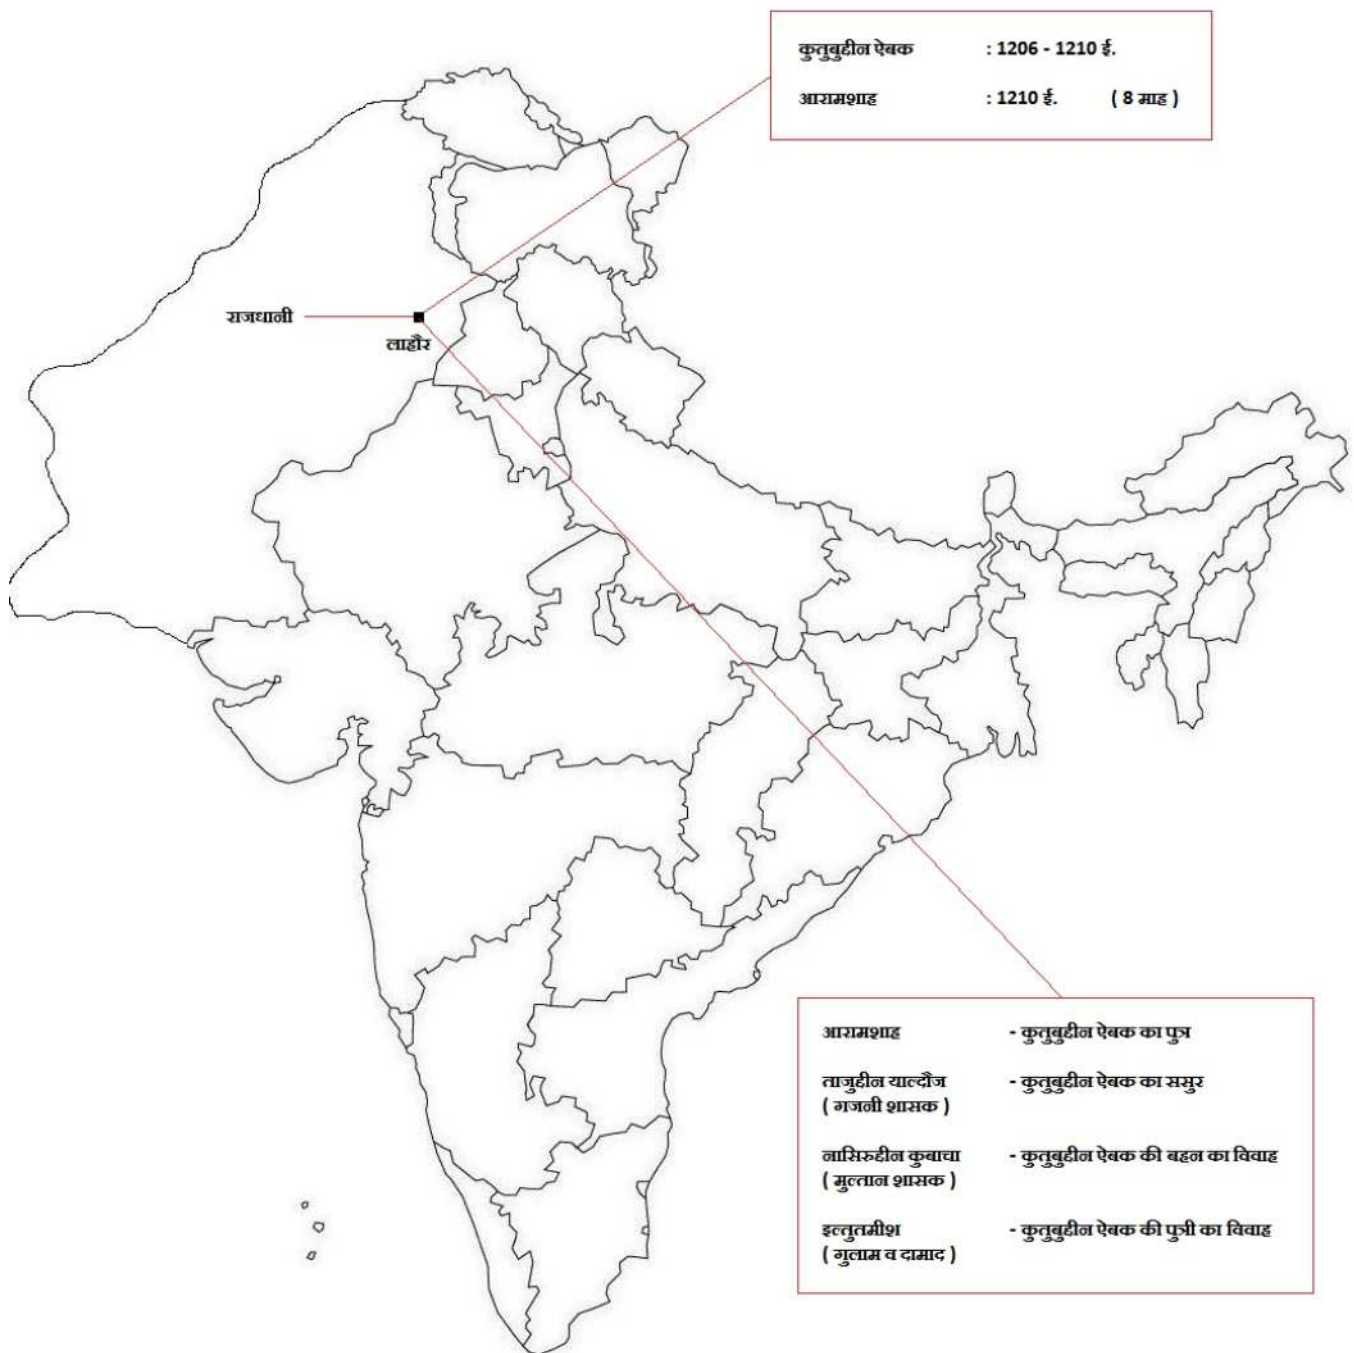 कुतुबुद्दीन ऐबक : 1206 - 1210 ई.
आरामशाह : 1210 ई. ( 8 माह )
राजधानी
लाहौर
आरामशाह - कुतुबुद्दीन ऐबक का पुत्र
ताजुद्दीन याल्दौज - कुतुबुद्दीन ऐबक का ससुर
( गजनी शासक )
नासिरुद्दीन कुबाचा - कुतुबुद्दीन ऐबक की बहन का विवाह
( मुल्तान शासक )
इल्तुतमीश - कुतुबुद्दीन ऐबक की पुत्री का विवाह
( गुलाम व दामाद )